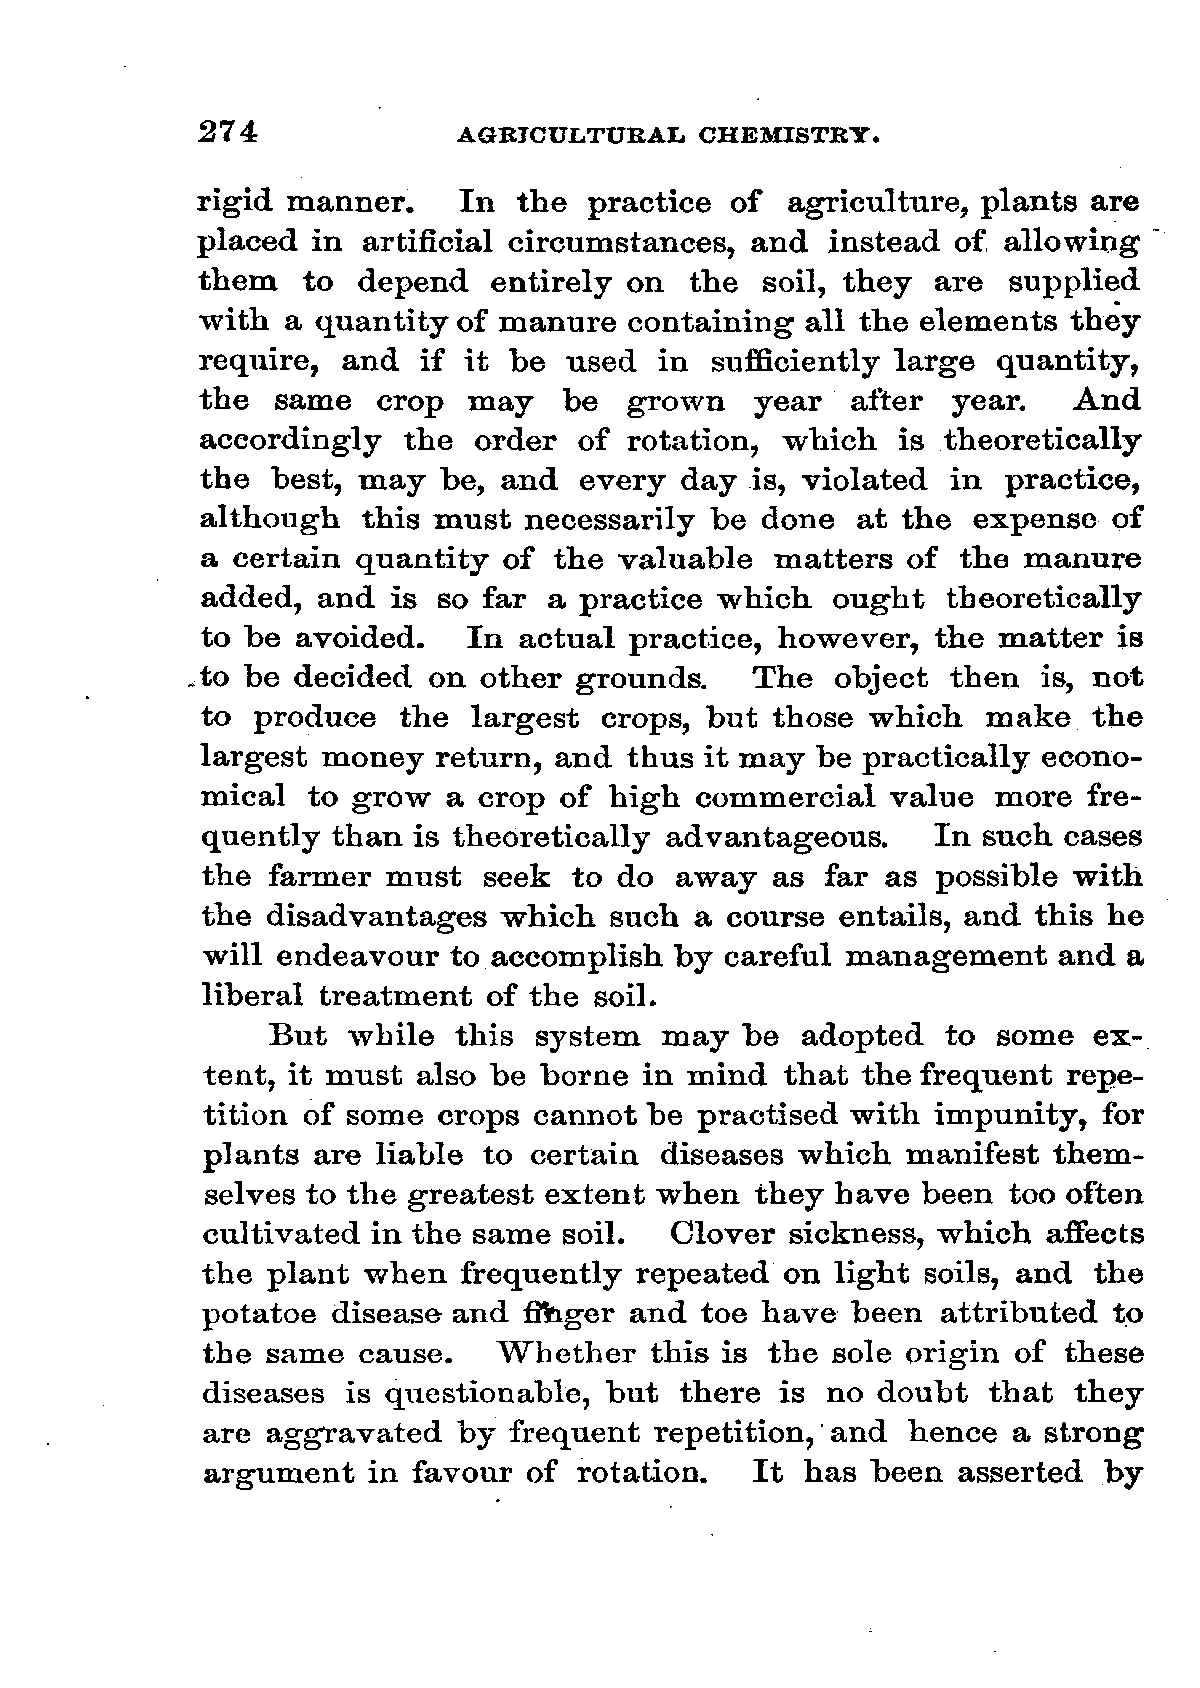 274 AGRICULTURAL CHEMISTRY.
rigid manner. In the practice of agriculture, plants are
placed in artificial circumstances, and instead of allowing
them to depend entirely on the soil, they are supplied
with a quantity of manure containing all the elements they
require, and if it be used in sufficiently large quantity,
the same crop may be grown year after year. And
accordingly the order of rotation, which is theoretically
the best, may be, and every day is, violated in practice,
although this must necessarily be done at the expense of
a certain quantity of the valuable matters of the manure
added, and is so far a practice which ought theoretically
to be avoided. In actual practice, however, the matter is
to be decided on other grounds. The object then is, not
to produce the largest crops, but those which make the
largest money return, and thus it may be practically econo-
mical to grow a crop of high commercial value more fre-
quently than is theoretically advantageous. In such cases
the farmer must seek to do away as far as possible with
the disadvantages which such a course entails, and this he
will endeavour to accomplish by careful management and a
liberal treatment of the soil.
But while this system may be adopted to some ex-
tent, it must also be borne in mind that the frequent repe-
tition of some crops cannot be practised with impunity, for
plants are liable to certain diseases which manifest them-
selves to the greatest extent when they have been too often
cultivated in the same soil. Clover sickness, which affects
the plant when frequently repeated on light soils, and the
potatoe disease and finger and toe have been attributed to
the same cause. Whether this is the sole origin of these
diseases is questionable, but there is no doubt that they
are aggravated by frequent repetition, and hence a strong
argument in favour of rotation. It has been asserted by